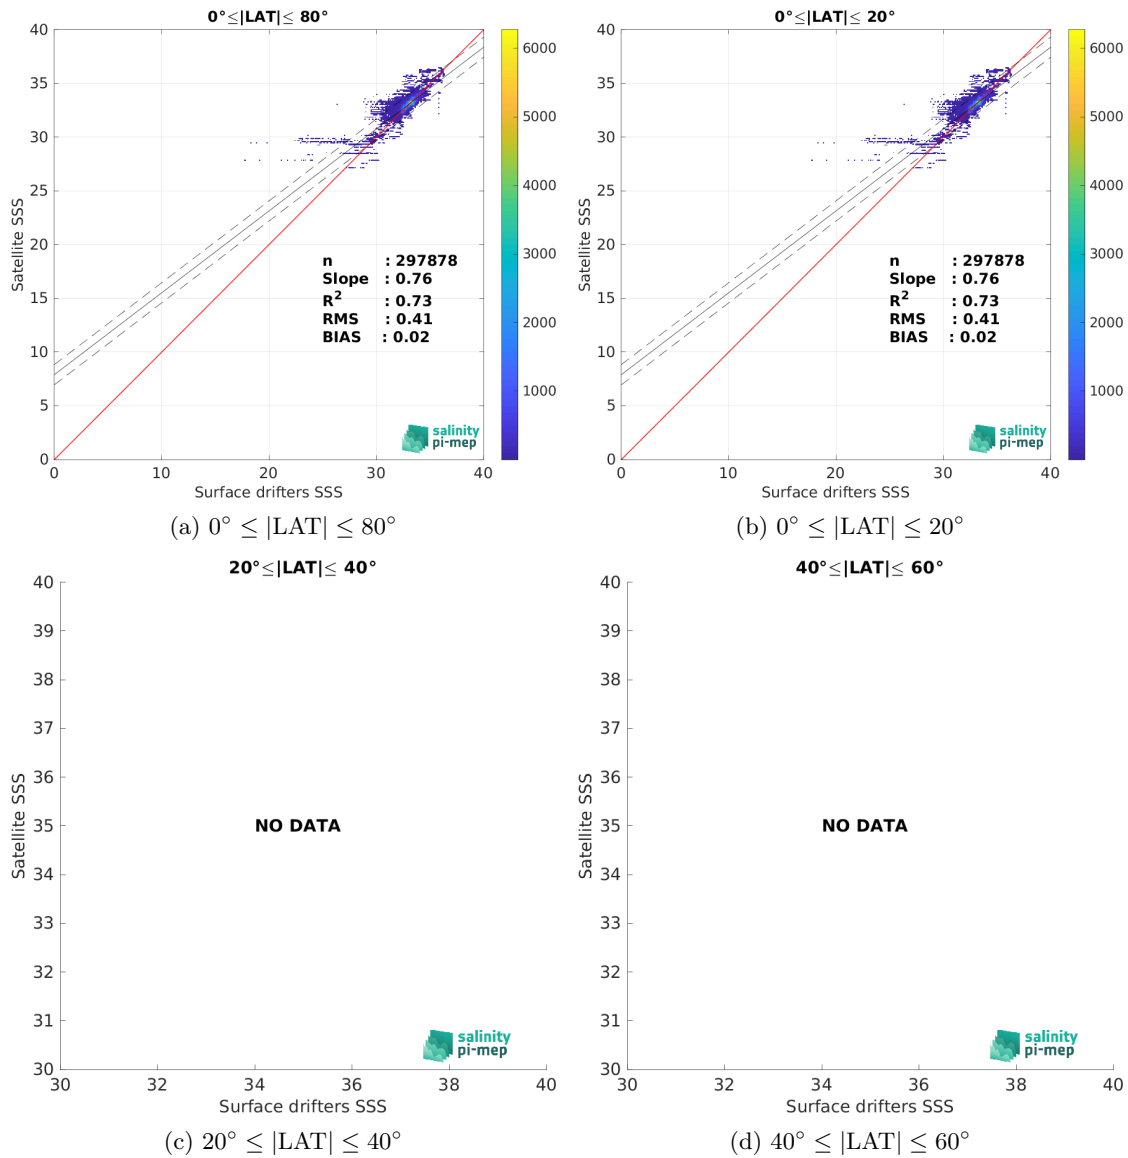 0°≤|LAT|≤ 80°
40
35
30
25
20
15
10
5
0
Satellite SSS
n : 297878
Slope : 0.76
R² : 0.73
RMS : 0.41
BIAS : 0.02
salinity
pi-mep
0 10 20 30 40
Surface drifters SSS
6000
5000
4000
3000
2000
1000
(a) 0° ≤ |LAT| ≤ 80°
0°≤|LAT|≤ 20°
40
35
30
25
20
15
10
5
0
Satellite SSS
n : 297878
Slope : 0.76
R² : 0.73
RMS : 0.41
BIAS : 0.02
salinity
pi-mep
0 10 20 30 40
Surface drifters SSS
6000
5000
4000
3000
2000
1000
(b) 0° ≤ |LAT| ≤ 20°
20°≤|LAT|≤ 40°
40
39
38
37
36
35
34
33
32
31
30
Satellite SSS
NO DATA
salinity
pi-mep
30 32 34 36 38 40
Surface drifters SSS
(c) 20° ≤ |LAT| ≤ 40°
40°≤|LAT|≤ 60°
40
39
38
37
36
35
34
33
32
31
30
Satellite SSS
NO DATA
salinity
pi-mep
30 32 34 36 38 40
Surface drifters SSS
(d) 40° ≤ |LAT| ≤ 60°